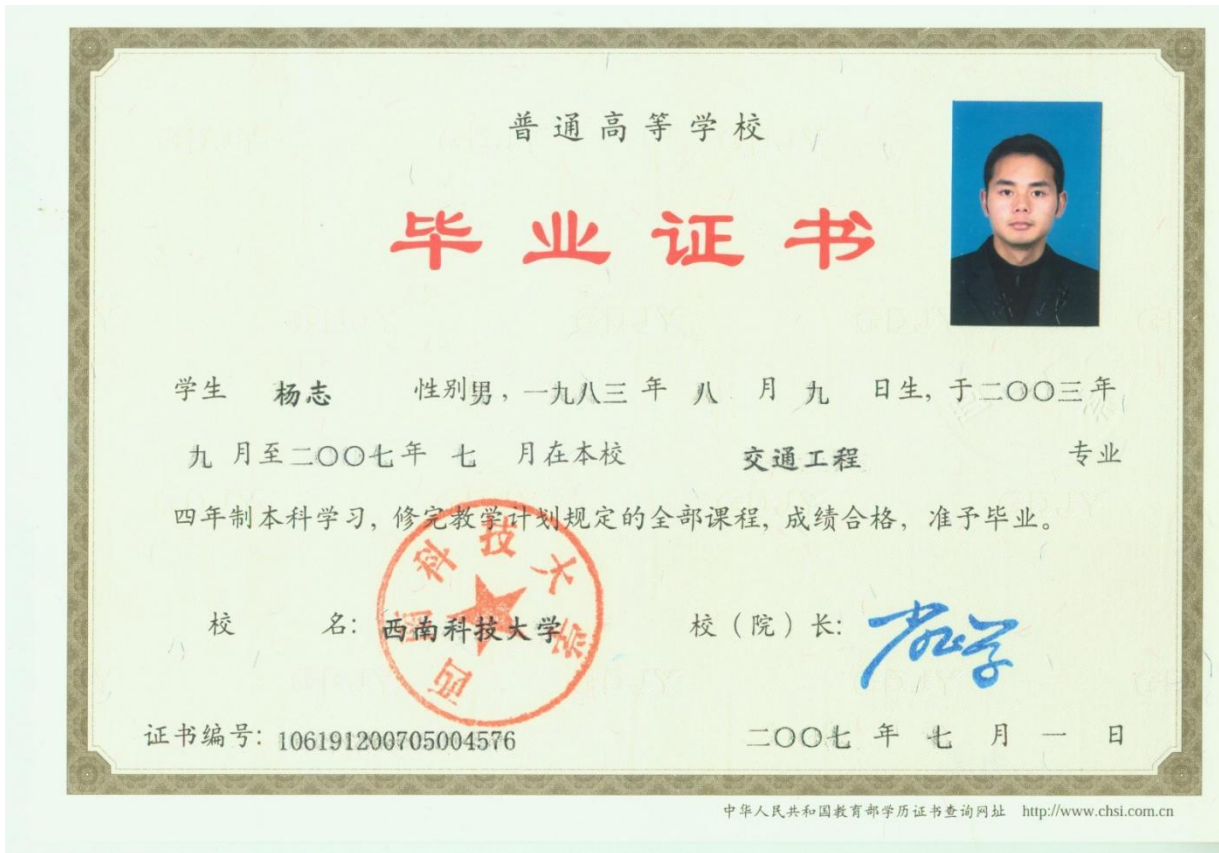 普通高等学校
毕业证书
学生 杨志 性别男，一九八三年 八 月 九 日生，于二〇〇三年
九 月至二〇〇七年 七 月在本校 交通工程 专业
四年制本科学习，修完教学计划规定的全部课程，成绩合格，准予毕业。
西南科技大学
校 名：西南科技大学 校（院）长：
证书编号：106191200705004576 二〇〇七 年 七 月 一 日
中华人民共和国教育部学历证书查询网址 http://www.chsi.com.cn